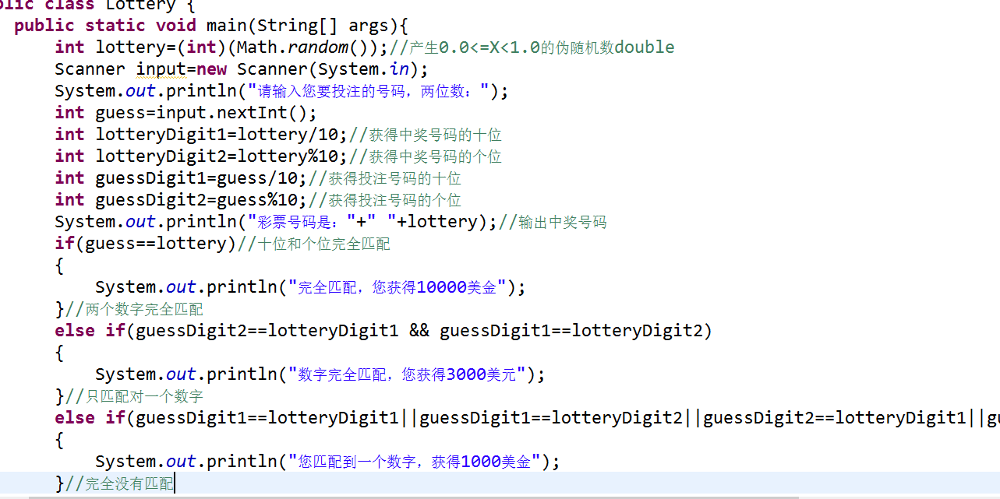 public class Lottery {
public static void main(String[] args){
int lottery=(int)(Math.random());//产生0.0<=X<1.0的伪随机数double
Scanner input=new Scanner(System.in);
System.out.println("请输入您要投注的号码，两位数：");
int guess=input.nextInt();
int lotteryDigit1=lottery/10;//获得中奖号码的十位
int lotteryDigit2=lottery%10;//获得中奖号码的个位
int guessDigit1=guess/10;//获得投注号码的十位
int guessDigit2=guess%10;//获得投注号码的个位
System.out.println("彩票号码是："+" "+lottery);//输出中奖号码
if(guess==lottery)//十位和个位完全匹配
{
System.out.println("完全匹配，您获得10000美金");
}//两个数字完全匹配
else if(guessDigit2==lotteryDigit1 && guessDigit1==lotteryDigit2)
{
System.out.println("数字完全匹配，您获得3000美元");
}//只匹配对一个数字
else if(guessDigit1==lotteryDigit1||guessDigit1==lotteryDigit2||guessDigit2==lotteryDigit1||gu
{
System.out.println("您匹配到一个数字，获得1000美金");
}//完全没有匹配